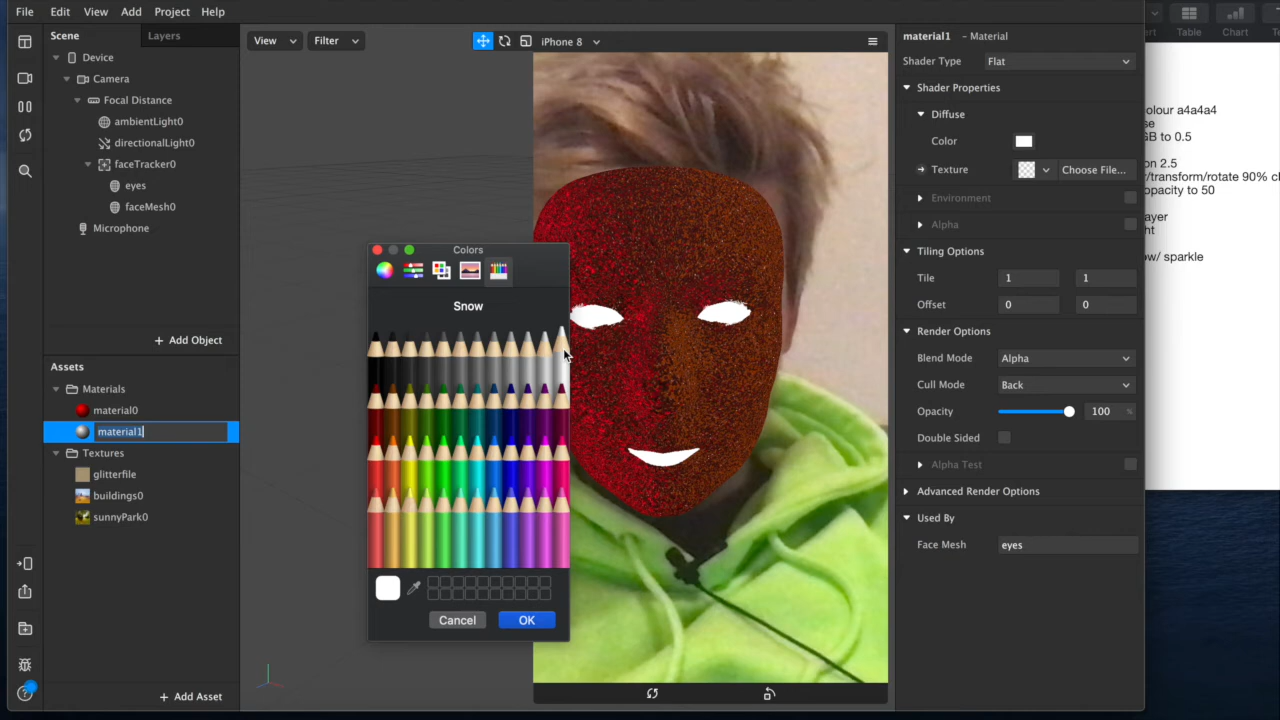 File Edit View Add Project Help
Scene Layers
Device
Camera
Focal Distance
ambientLight0
directionalLight0
faceTracker0
eyes
faceMesh0
Microphone
+ Add Object
Assets
Materials
material0
material1
Textures
glitterfile
buildings0
sunnyPark0
+ Add Asset
View Filter iPhone 8
Colors
Snow
Cancel OK
material1 – Material
Shader Type Flat
Shader Properties
Diffuse
Color
Texture Choose File...
Environment
Alpha
Tiling Options
Tile 1 1
Offset 0 0
Render Options
Blend Mode Alpha
Cull Mode Back
Opacity 100 %
Double Sided
Alpha Test
Advanced Render Options
Used By
Face Mesh eyes
Table Chart
olour a4a4a4
se
GB to 0.5
on 2.5
/transform/rotate 90% cl
opacity to 50
ayer
ht
ow/ sparkle